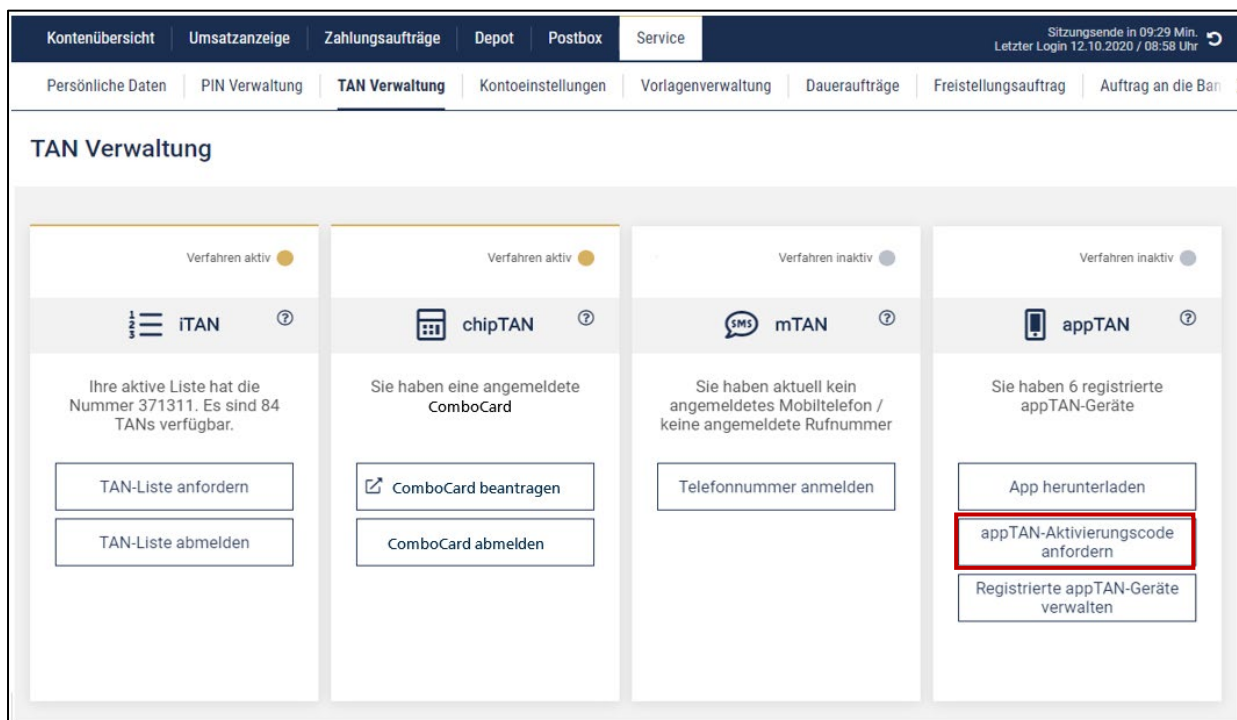 Kontenübersicht Umsatzanzeige Zahlungsaufträge Depot Postbox Service
Sitzungsende in 09:29 Min.
Letzter Login 12.10.2020 / 08:58 Uhr
Persönliche Daten PIN Verwaltung TAN Verwaltung Kontoeinstellungen Vorlagenverwaltung Daueraufträge Freistellungsauftrag Auftrag an die Ban
TAN Verwaltung
Verfahren aktiv
1 2 3 iTAN ?
Ihre aktive Liste hat die
Nummer 371311. Es sind 84
TANs verfügbar.
TAN-Liste anfordern
TAN-Liste abmelden
Verfahren aktiv
chipTAN ?
Sie haben eine angemeldete
ComboCard
ComboCard beantragen
ComboCard abmelden
Verfahren inaktiv
SMS mTAN ?
Sie haben aktuell kein
angemeldetes Mobiltelefon /
keine angemeldete Rufnummer
Telefonnummer anmelden
Verfahren inaktiv
appTAN ?
Sie haben 6 registrierte
appTAN-Geräte
App herunterladen
appTAN-Aktivierungscode
anfordern
Registrierte appTAN-Geräte
verwalten